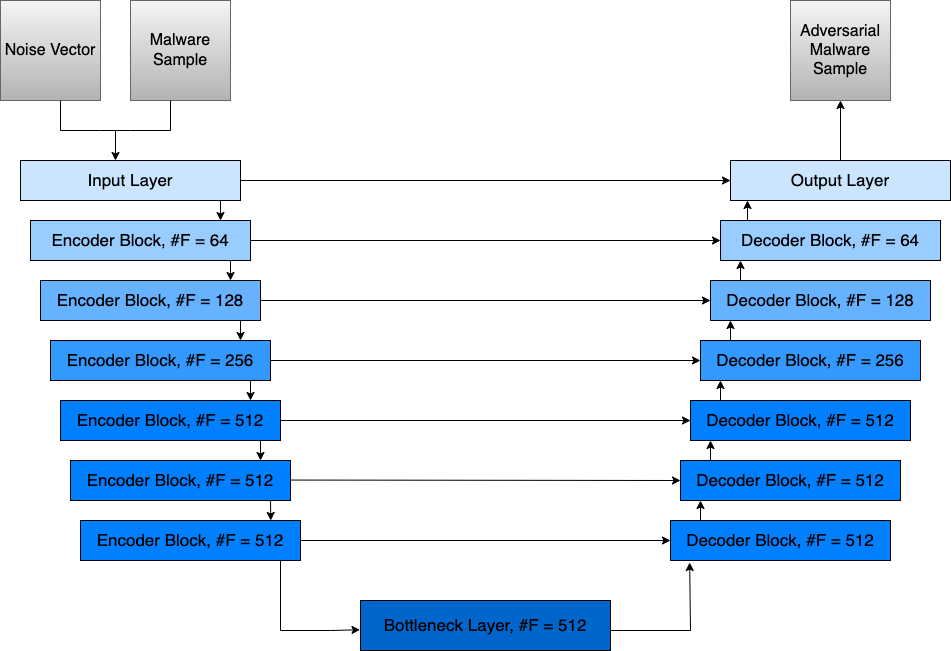 Noise Vector
Malware
Sample
Adversarial
Malware
Sample
Input Layer
Output Layer
Encoder Block, #F = 64
Decoder Block, #F = 64
Encoder Block, #F = 128
Decoder Block, #F = 128
Encoder Block, #F = 256
Decoder Block, #F = 256
Encoder Block, #F = 512
Decoder Block, #F = 512
Encoder Block, #F = 512
Decoder Block, #F = 512
Encoder Block, #F = 512
Decoder Block, #F = 512
Bottleneck Layer, #F = 512